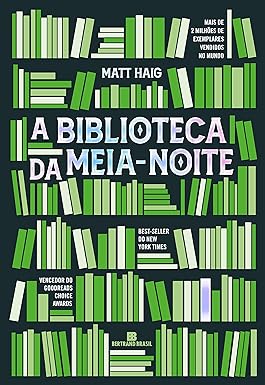 MAIS DE
2 MILHÕES DE
EXEMPLARES
VENDIDOS
NO MUNDO
MATT HAIG
A BIBLIOTECA
DA MEIA-NOITE
BEST-SELLER
DO NEW
YORK TIMES
VENCEDOR DO
GOODREADS
CHOICE
AWARDS
BB
BERTRAND BRASIL